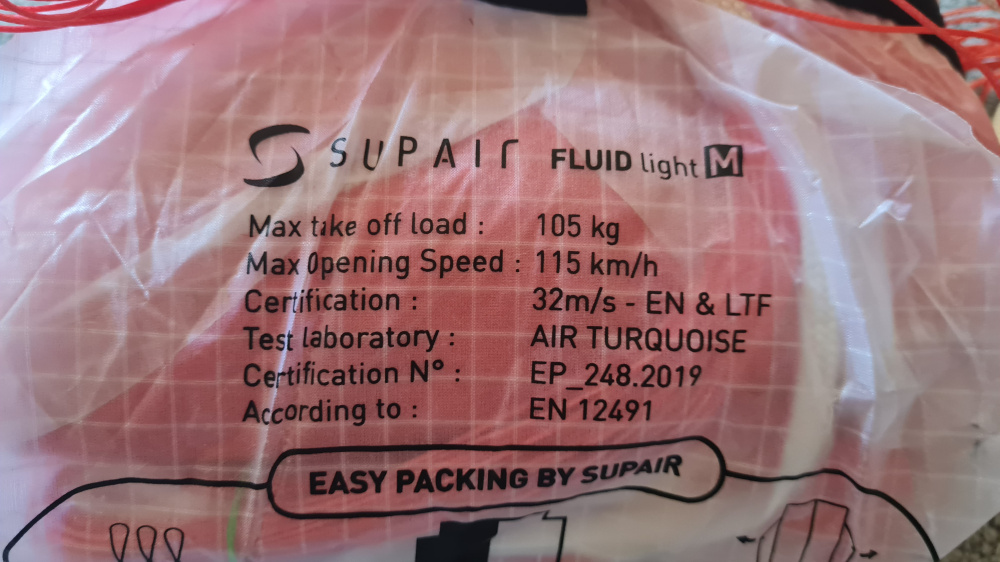 SUPAIR FLUID light M
Max take off load : 105 kg
Max Opening Speed : 115 km/h
Certification : 32m/s - EN & LTF
Test laboratory : AIR TURQUOISE
Certification N° : EP_248.2019
According to : EN 12491
EASY PACKING BY SUPAIR